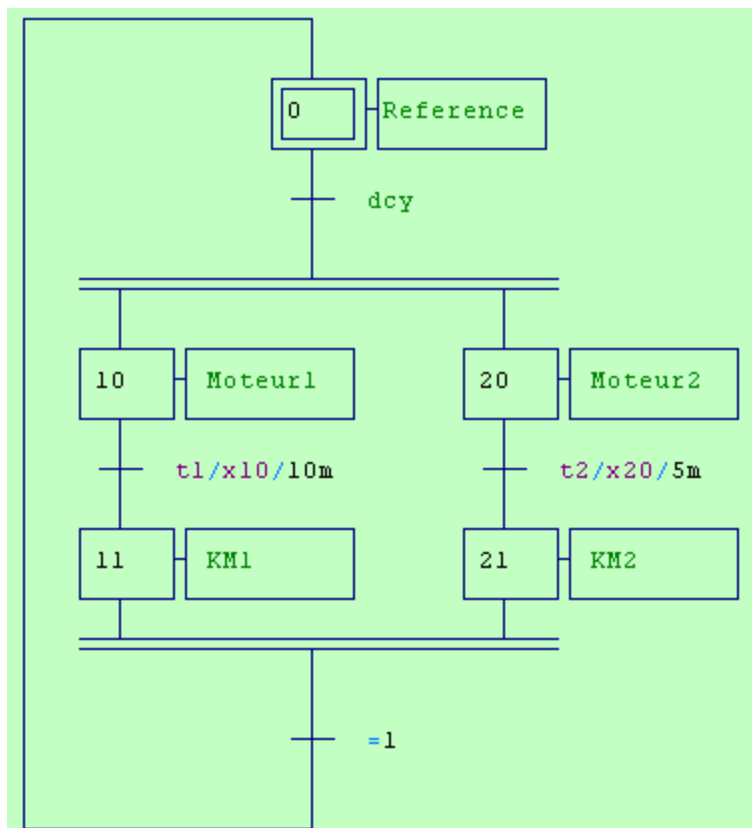 0 Reference
dcy
10 Moteur1 20 Moteur2
t1/x10/10m t2/x20/5m
11 KM1 21 KM2
=1